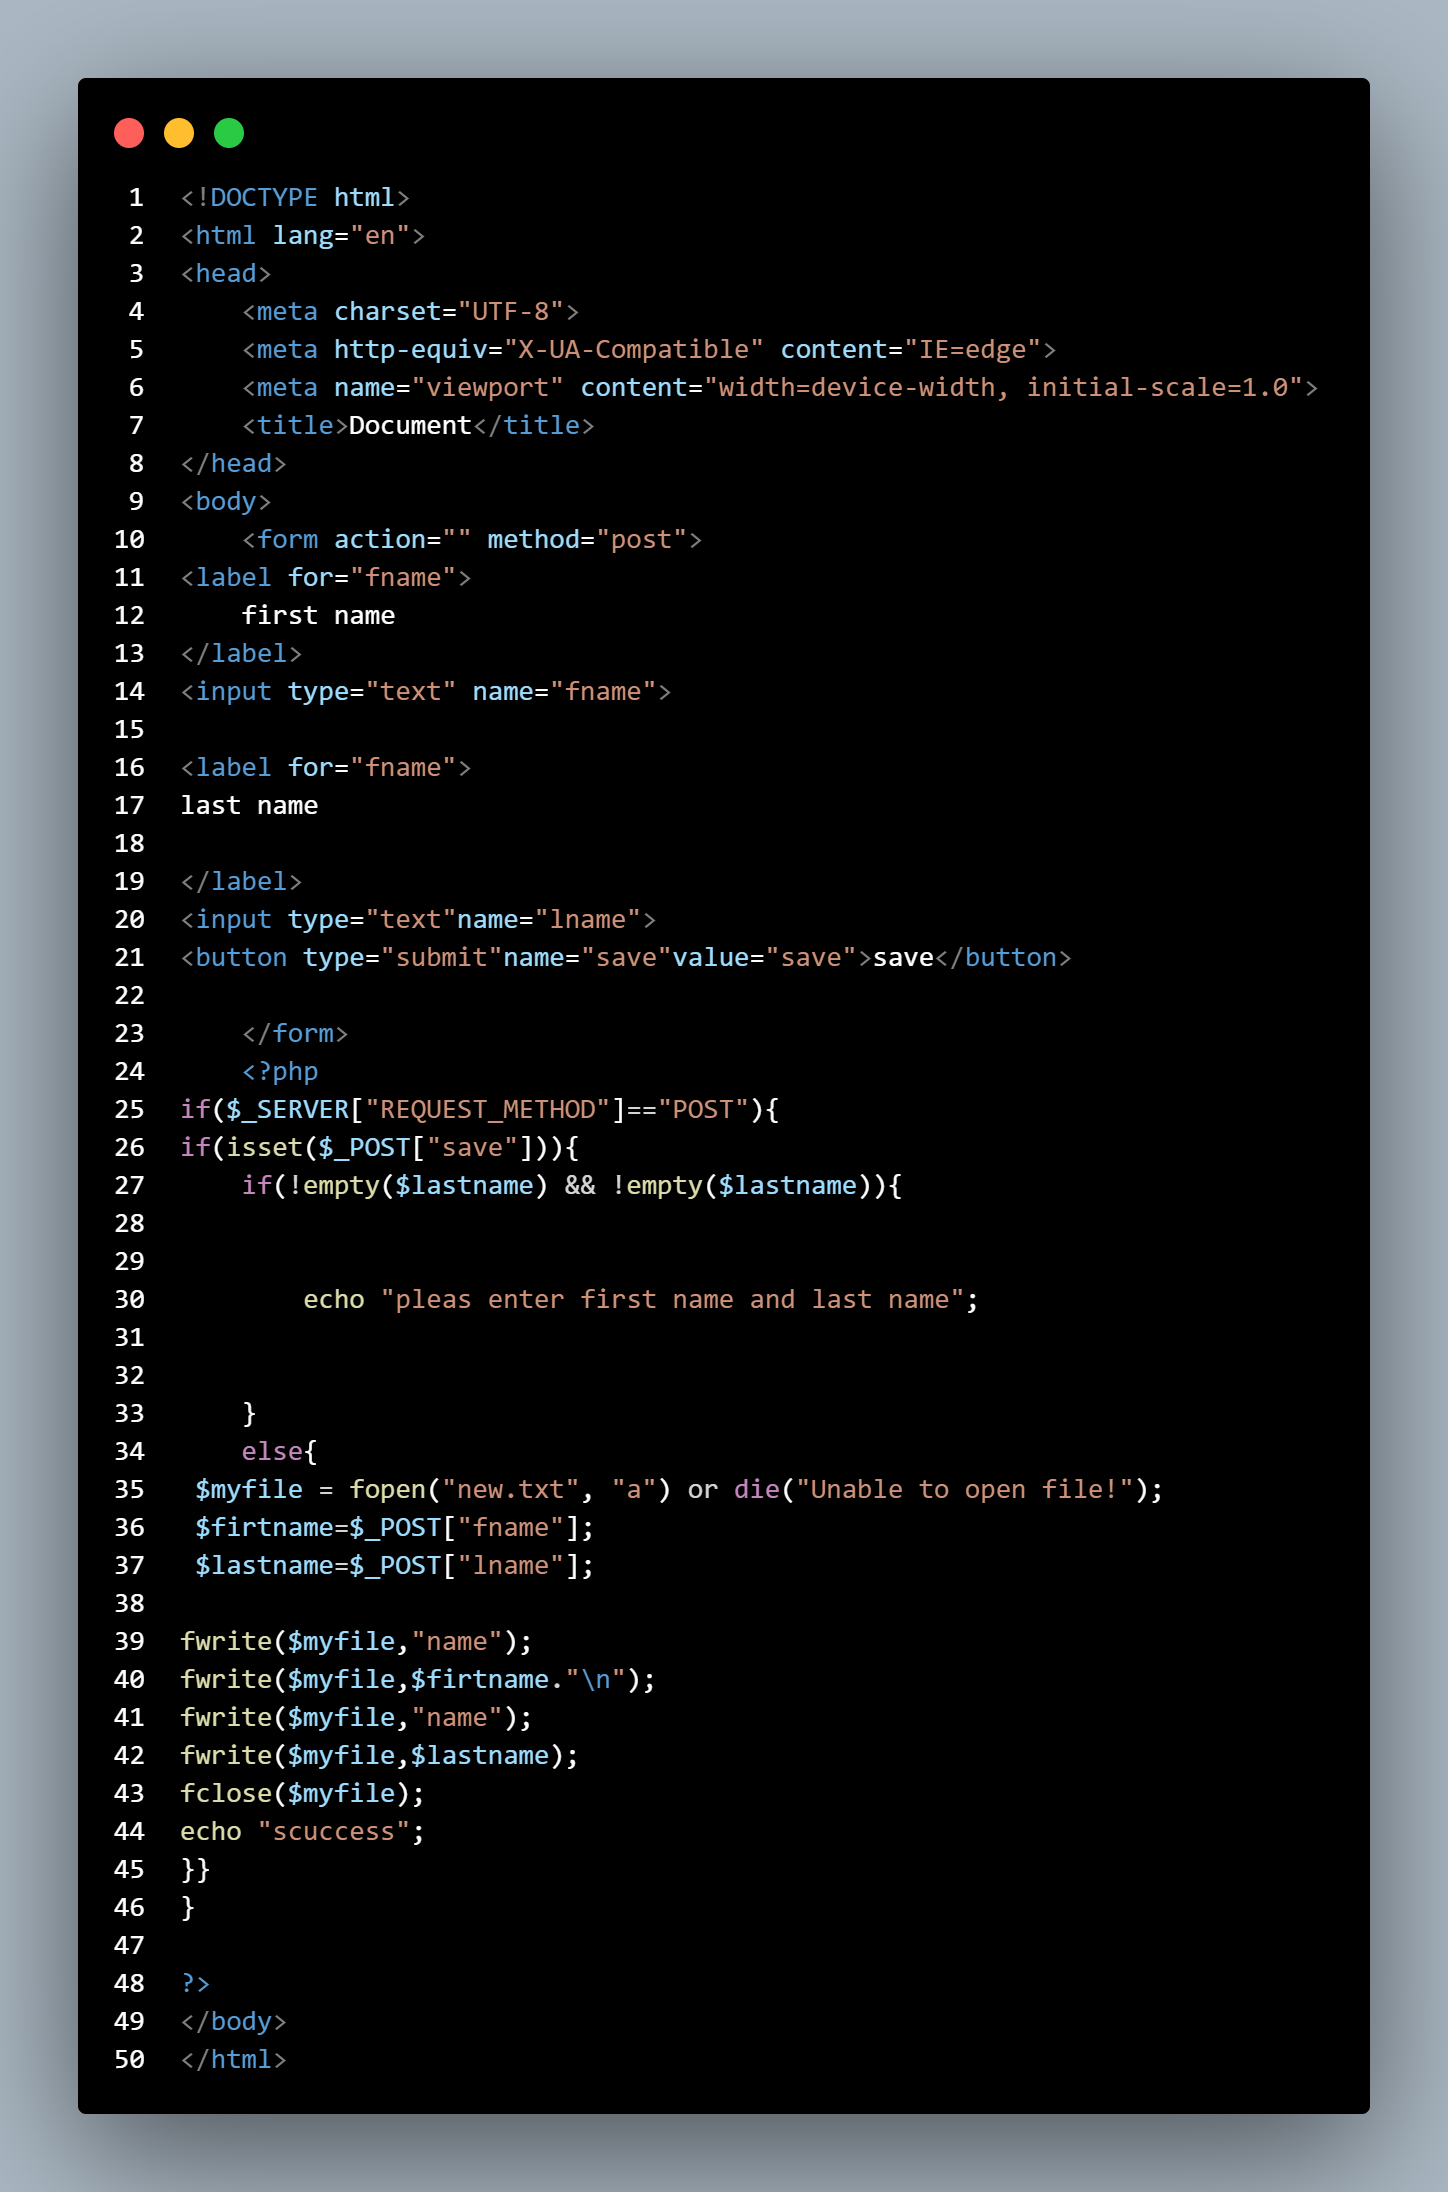 1 <!DOCTYPE html>
2 <html lang="en">
3 <head>
4     <meta charset="UTF-8">
5     <meta http-equiv="X-UA-Compatible" content="IE=edge">
6     <meta name="viewport" content="width=device-width, initial-scale=1.0">
7     <title>Document</title>
8 </head>
9 <body>
10     <form action="" method="post">
11 <label for="fname">
12     first name
13 </label>
14 <input type="text" name="fname">
15
16 <label for="fname">
17 last name
18
19 </label>
20 <input type="text"name="lname">
21 <button type="submit"name="save"value="save">save</button>
22
23     </form>
24     <?php
25 if($_SERVER["REQUEST_METHOD"]=="POST"){
26 if(isset($_POST["save"])){
27     if(!empty($lastname) && !empty($lastname)){
28
29
30         echo "pleas enter first name and last name";
31
32
33     }
34     else{
35  $myfile = fopen("new.txt", "a") or die("Unable to open file!");
36  $firtname=$_POST["fname"];
37  $lastname=$_POST["lname"];
38
39 fwrite($myfile,"name");
40 fwrite($myfile,$firtname."\n");
41 fwrite($myfile,"name");
42 fwrite($myfile,$lastname);
43 fclose($myfile);
44 echo "scuccess";
45 }}
46 }
47
48 ?>
49 </body>
50 </html>